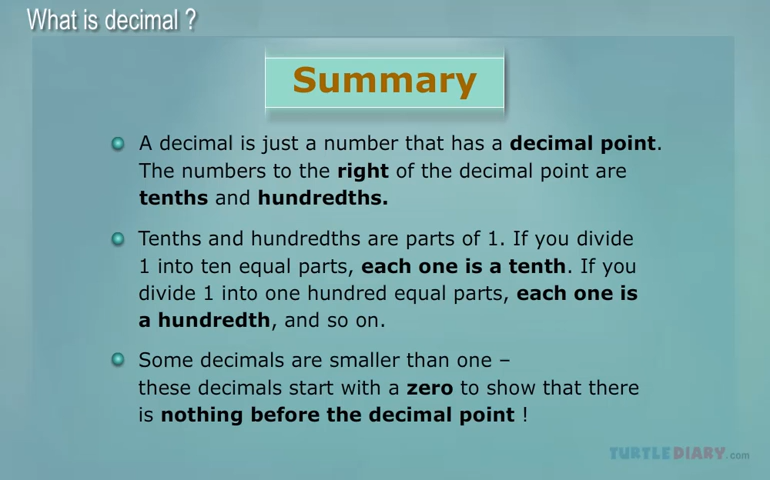 What is decimal ?
Summary
A decimal is just a number that has a decimal point.
The numbers to the right of the decimal point are
tenths and hundredths.
Tenths and hundredths are parts of 1. If you divide
1 into ten equal parts, each one is a tenth. If you
divide 1 into one hundred equal parts, each one is
a hundredth, and so on.
Some decimals are smaller than one –
these decimals start with a zero to show that there
is nothing before the decimal point !
TURTLEDIARY.com